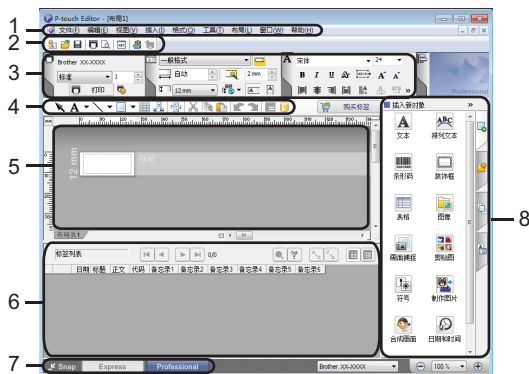 P-touch Editor - [布局1]
1 文件(F) 编辑(E) 视图(V) 插入(I) 格式(O) 工具(T) 布局(L) 窗口(W) 帮助(H)
2
3
Brother XX-XXXX 一般格式 A 宋体 24
标准 1 自动 2 mm B I U
打印 12 mm Professional
4 A 购买标签
5
12 mm
布局页1
6
标签列表 0/0
日期 标题 正文 代码 备忘录1 备忘录2 备忘录3 备忘录4 备忘录5 备忘录6
插入新对象
文本 排列文本
条形码 装饰框
表格 图像
画面捕捉 剪贴图
符号 制作图片
合成画面 日期和时间
8
7 Snap Express Professional Brother XX-XXXX 100 %